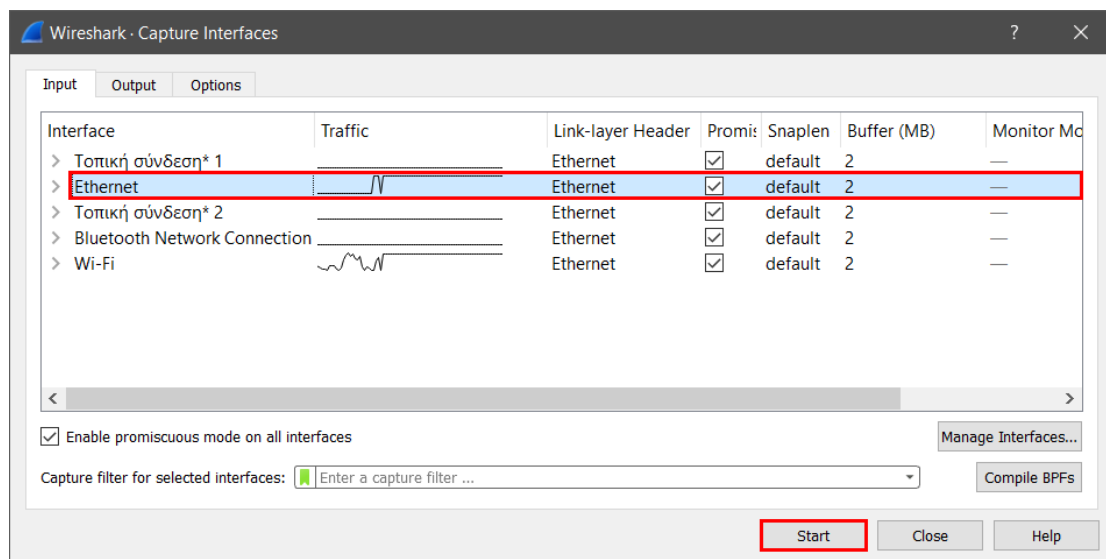 Wireshark · Capture Interfaces ? ×
Input Output Options
Interface Traffic Link-layer Header Promis Snaplen Buffer (MB) Monitor Mo
Τοπική σύνδεση* 1 Ethernet default 2 —
Ethernet Ethernet default 2 —
Τοπική σύνδεση* 2 Ethernet default 2 —
Bluetooth Network Connection Ethernet default 2 —
Wi-Fi Ethernet default 2 —
Enable promiscuous mode on all interfaces Manage Interfaces...
Capture filter for selected interfaces: Enter a capture filter ... Compile BPFs
Start Close Help